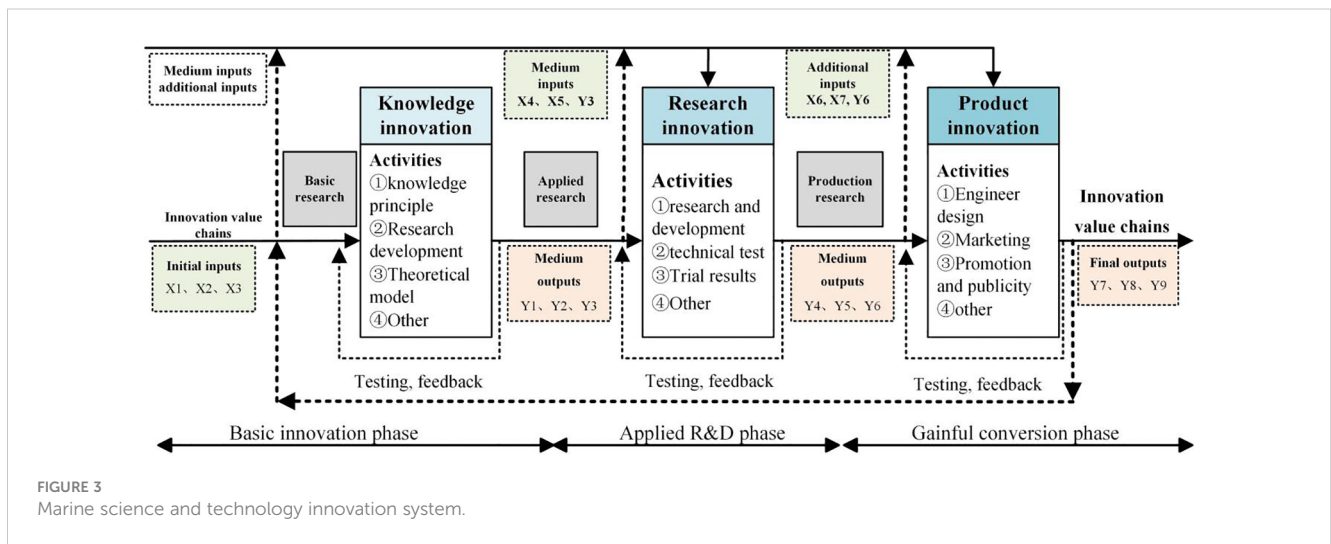 Medium inputs
additional inputs
Innovation value
chains
Initial inputs
X1、X2、X3
Basic
research
Knowledge
innovation
Activities
①knowledge
principle
②Research
development
③Theoretical
model
④Other
Testing, feedback
Medium
inputs
X4、X5、Y3
Applied
research
Medium
outputs
Y1、Y2、Y3
Research
innovation
Activities
①research and
development
②technical test
③Trial results
④Other
Testing, feedback
Additional
inputs
X6, X7, Y6
Production
research
Medium
outputs
Y4、Y5、Y6
Product
innovation
Activities
①Engineer
design
②Marketing
③Promotion
and publicity
④other
Testing, feedback
Innovation
value chains
Final outputs
Y7、Y8、Y9
Basic innovation phase
Applied R&D phase
Gainful conversion phase
FIGURE 3
Marine science and technology innovation system.